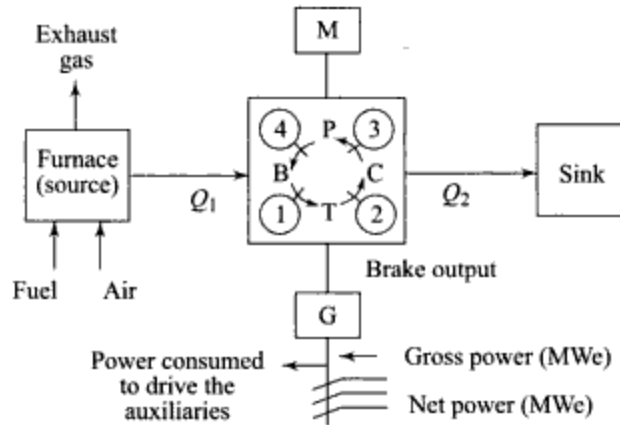 M
Exhaust
gas
4
P
3
Furnace
(source)
B
C
Sink
Q1
Q2
1
T
2
Fuel
Air
Brake output
G
Power consumed
to drive the
auxiliaries
Gross power (MWe)
Net power (MWe)